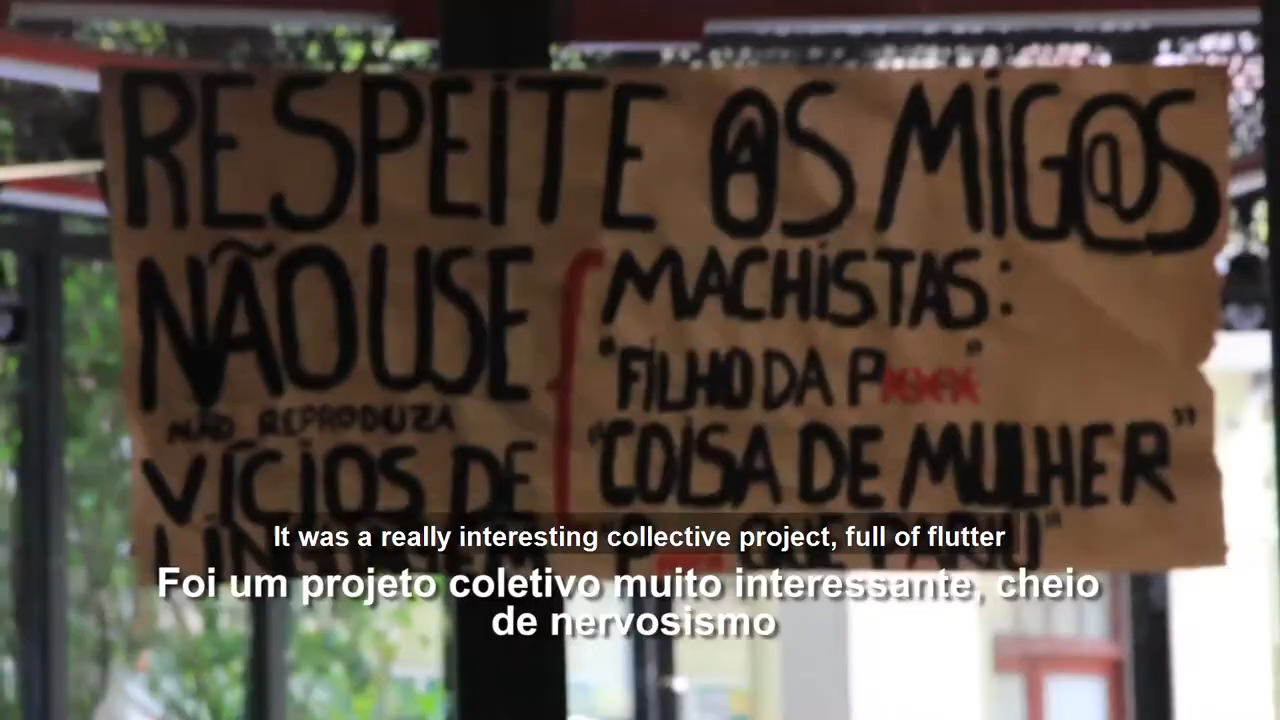 RESPEITE @S MIG@S
NÃO USE
NÃO REPRODUZA
VÍCIOS DE
MACHISTAS:
"FILHO DA PXXXX"
"COISA DE MULHER"
It was a really interesting collective project, full of flutter
Foi um projeto coletivo muito interessante, cheio
de nervosismo